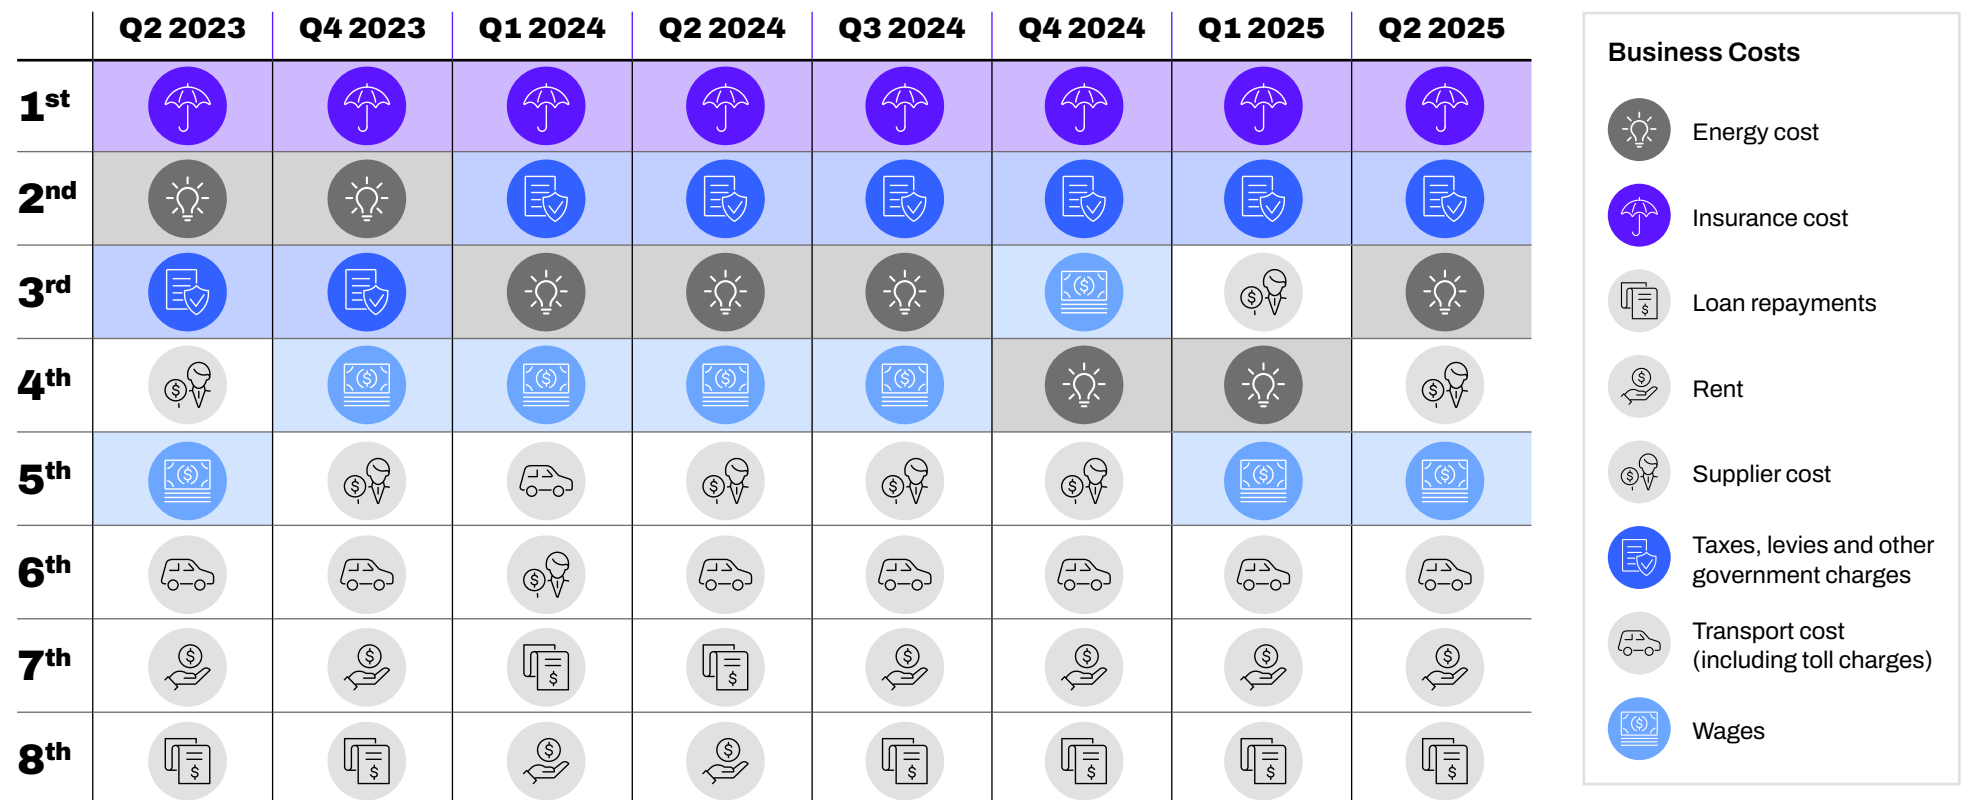 Q2 2023 Q4 2023 Q1 2024 Q2 2024 Q3 2024 Q4 2024 Q1 2025 Q2 2025
1st
2nd
3rd
4th
5th
6th
7th
8th
Business Costs
Energy cost
Insurance cost
Loan repayments
Rent
Supplier cost
Taxes, levies and other
government charges
Transport cost
(including toll charges)
Wages